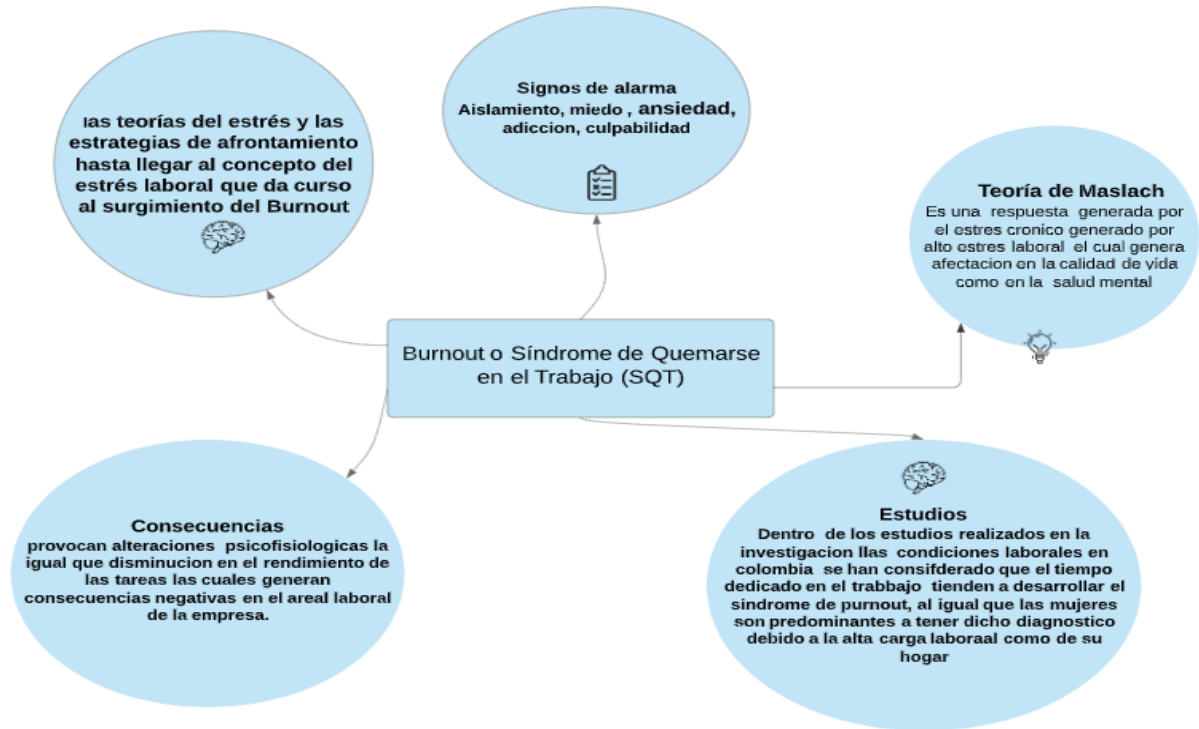 las teorías del estrés y las
estrategias de afrontamiento
hasta llegar al concepto del
estrés laboral que da curso
al surgimiento del Burnout
Signos de alarma
Aislamiento, miedo , ansiedad,
adiccion, culpabilidad
Teoría de Maslach
Es una respuesta generada por
el estres cronico generado por
alto estres laboral el cual genera
afectacion en la calidad de vida
como en la salud mental
Burnout o Síndrome de Quemarse
en el Trabajo (SQT)
Consecuencias
provocan alteraciones psicofisiologicas la
igual que disminucion en el rendimiento de
las tareas las cuales generan
consecuencias negativas en el areal laboral
de la empresa.
Estudios
Dentro de los estudios realizados en la
investigacion llas condiciones laborales en
colombia se han consifderado que el tiempo
dedicado en el trabbajo tienden a desarrollar el
sindrome de purnout, al igual que las mujeres
son predominantes a tener dicho diagnostico
debido a la alta carga laboraal como de su
hogar